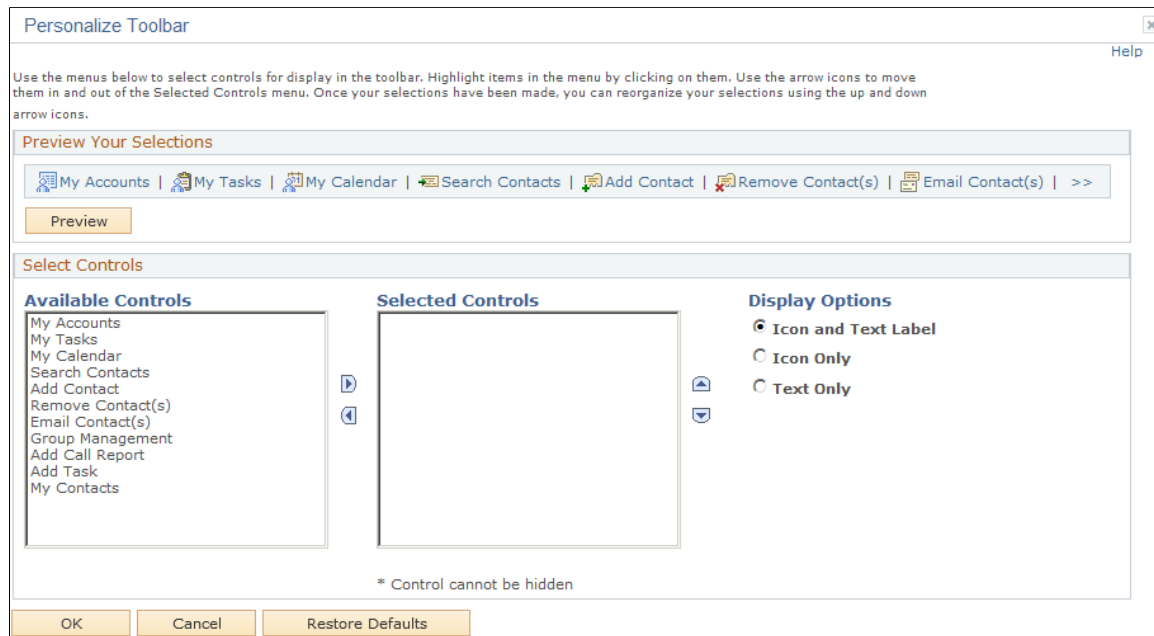 Personalize Toolbar
Help
Use the menus below to select controls for display in the toolbar. Highlight items in the menu by clicking on them. Use the arrow icons to move
them in and out of the Selected Controls menu. Once your selections have been made, you can reorganize your selections using the up and down
arrow icons.
Preview Your Selections
My Accounts | My Tasks | My Calendar | Search Contacts | Add Contact | Remove Contact(s) | Email Contact(s) | >>
Preview
Select Controls
Available Controls
My Accounts
My Tasks
My Calendar
Search Contacts
Add Contact
Remove Contact(s)
Email Contact(s)
Group Management
Add Call Report
Add Task
My Contacts
Selected Controls
* Control cannot be hidden
Display Options
Icon and Text Label
Icon Only
Text Only
OK
Cancel
Restore Defaults